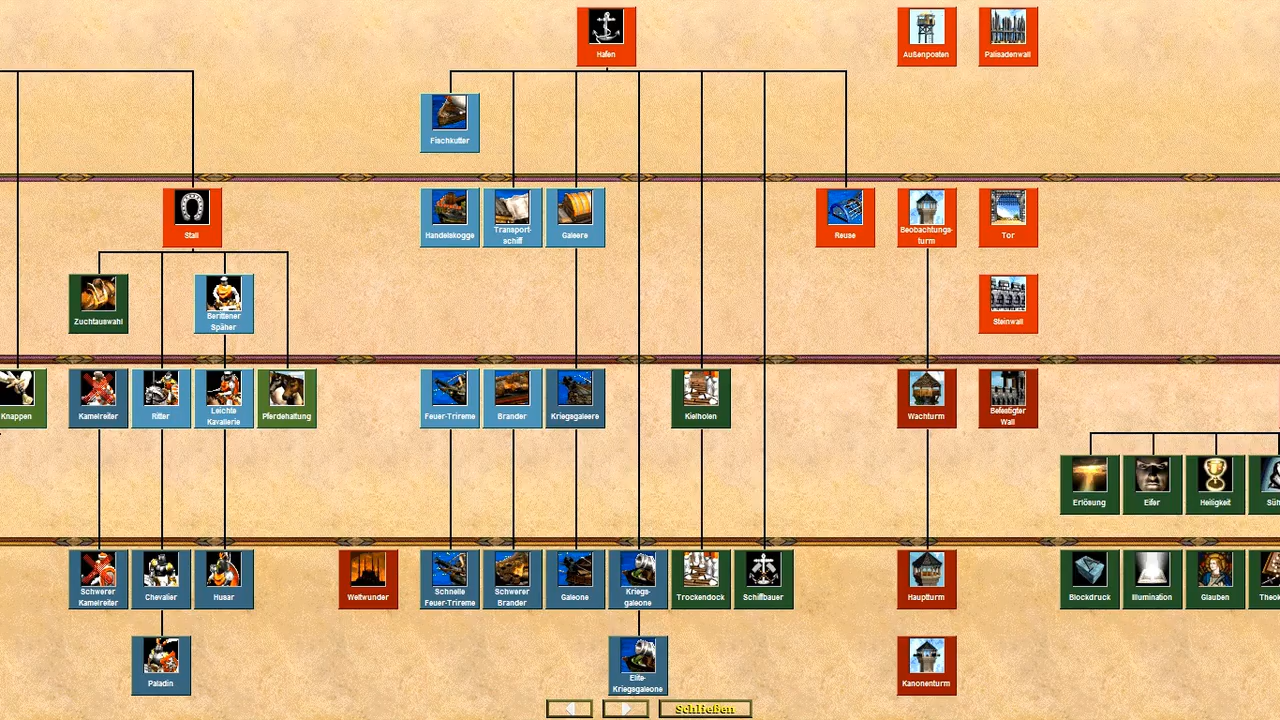 Hafen
Außenposten
Palisadenwall
Fischkutter
Stall
Handelskogge
Transport-
schiff
Galeere
Reuse
Beobachtungs-
turm
Tor
Zuchtauswahl
Berittener
Späher
Steinwall
Knappen
Kamelreiter
Ritter
Leichte
Kavallerie
Pferdehaltung
Feuer-Trireme
Brander
Kriegsgaleere
Kielholen
Wachturm
Befestigter
Wall
Erlösung
Eifer
Heiligkeit
Süh
Schwerer
Kamelreiter
Chevalier
Husar
Weltwunder
Schnelle
Feuer-Trireme
Schwerer
Brander
Galeone
Kriegs-
galeone
Trockendock
Schiffbauer
Hauptturm
Blockdruck
Illumination
Glauben
Theok
Paladin
Elite-
Kriegsgaleone
Kanonenturm
Schließen